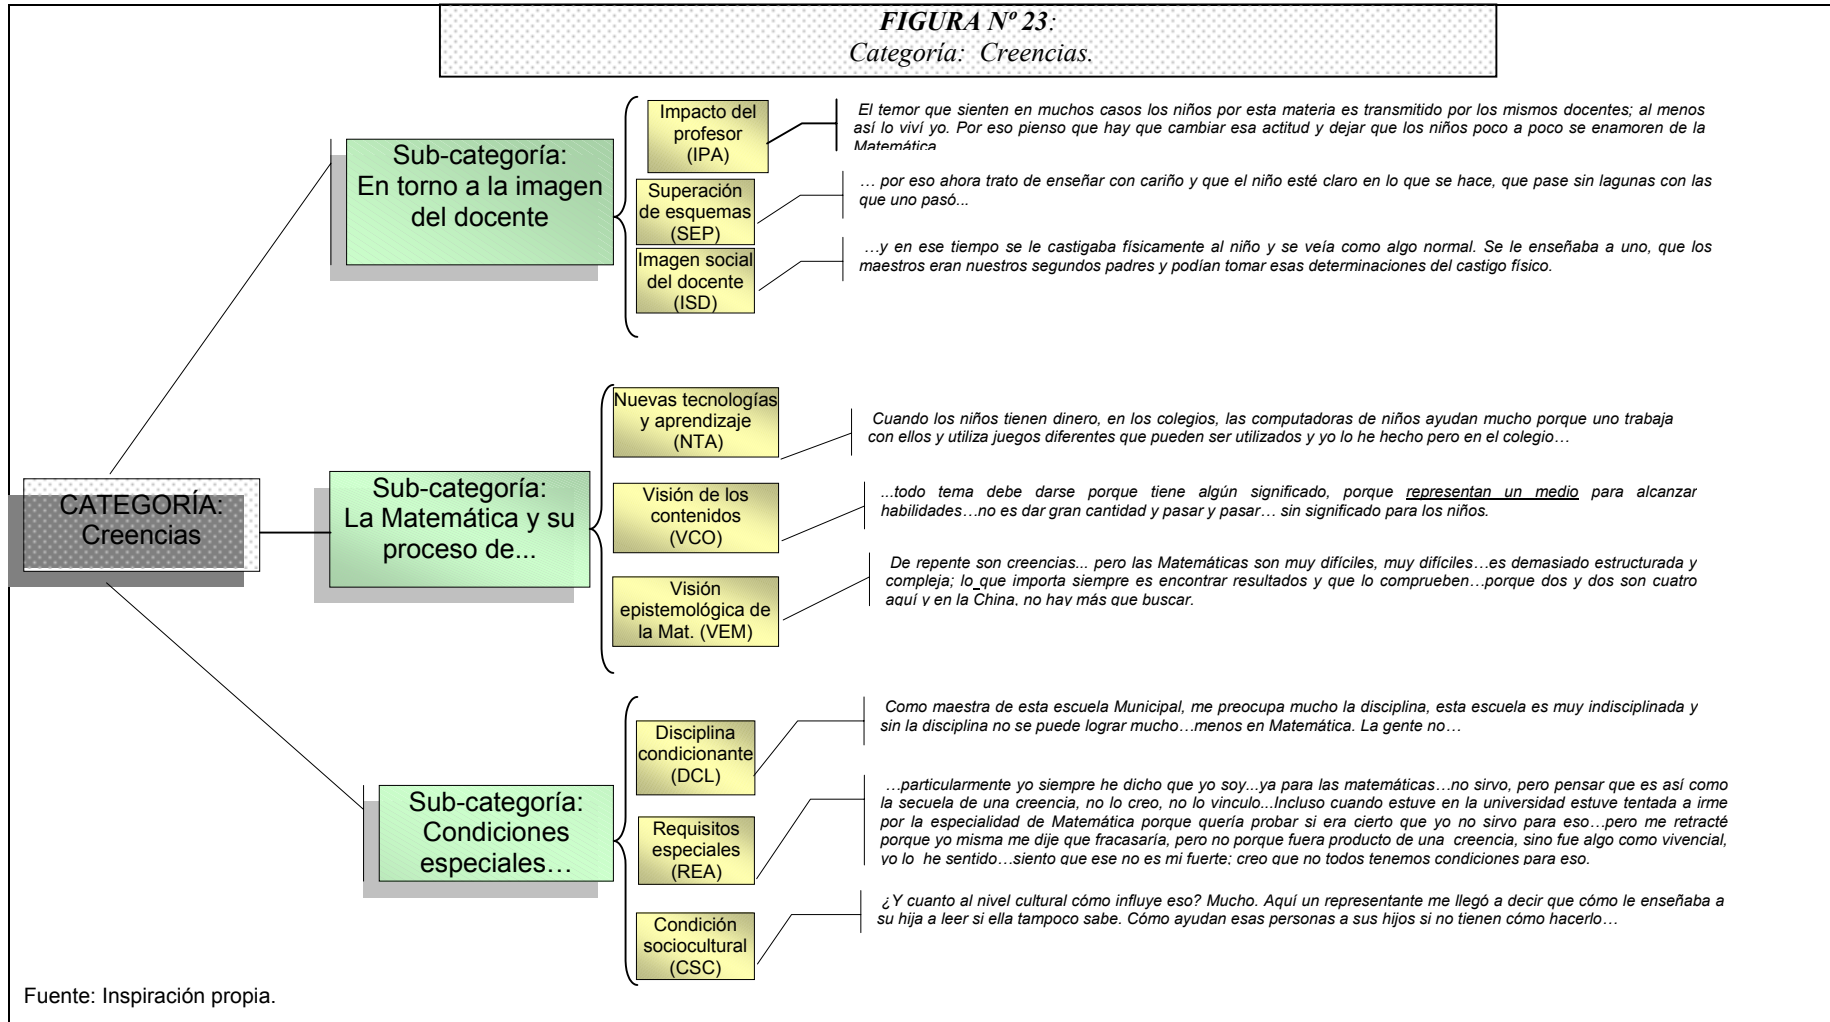 FIGURA Nº 23:
Categoría: Creencias.
Sub-categoría:
En torno a la imagen
del docente
Impacto del
profesor
(IPA)
El temor que sienten en muchos casos los niños por esta materia es transmitido por los mismos docentes; al menos
así lo viví yo. Por eso pienso que hay que cambiar esa actitud y dejar que los niños poco a poco se enamoren de la
Matemática
Superación
de esquemas
(SEP)
… por eso ahora trato de enseñar con cariño y que el niño esté claro en lo que se hace, que pase sin lagunas con las
que uno pasó...
Imagen social
del docente
(ISD)
…y en ese tiempo se le castigaba físicamente al niño y se veía como algo normal. Se le enseñaba a uno, que los
maestros eran nuestros segundos padres y podían tomar esas determinaciones del castigo físico.
CATEGORÍA:
Creencias
Sub-categoría:
La Matemática y su
proceso de...
Nuevas tecnologías
y aprendizaje
(NTA)
Cuando los niños tienen dinero, en los colegios, las computadoras de niños ayudan mucho porque uno trabaja
con ellos y utiliza juegos diferentes que pueden ser utilizados y yo lo he hecho pero en el colegio…
Visión de los
contenidos
(VCO)
...todo tema debe darse porque tiene algún significado, porque representan un medio para alcanzar
habilidades…no es dar gran cantidad y pasar y pasar… sin significado para los niños.
Visión
epistemológica de
la Mat. (VEM)
De repente son creencias... pero las Matemáticas son muy difíciles, muy difíciles…es demasiado estructurada y
compleja; lo que importa siempre es encontrar resultados y que lo comprueben…porque dos y dos son cuatro
aquí y en la China, no hay más que buscar.
Sub-categoría:
Condiciones
especiales…
Disciplina
condicionante
(DCL)
Como maestra de esta escuela Municipal, me preocupa mucho la disciplina, esta escuela es muy indisciplinada y
sin la disciplina no se puede lograr mucho…menos en Matemática. La gente no…
Requisitos
especiales
(REA)
…particularmente yo siempre he dicho que yo soy...ya para las matemáticas…no sirvo, pero pensar que es así como
la secuela de una creencia, no lo creo, no lo vinculo...Incluso cuando estuve en la universidad estuve tentada a irme
por la especialidad de Matemática porque quería probar si era cierto que yo no sirvo para eso…pero me retracté
porque yo misma me dije que fracasaría, pero no porque fuera producto de una creencia, sino fue algo como vivencial,
yo lo he sentido…siento que ese no es mi fuerte; creo que no todos tenemos condiciones para eso.
Condición
sociocultural
(CSC)
¿Y cuanto al nivel cultural cómo influye eso? Mucho. Aquí un representante me llegó a decir que cómo le enseñaba a
su hija a leer si ella tampoco sabe. Cómo ayudan esas personas a sus hijos si no tienen cómo hacerlo…
Fuente: Inspiración propia.